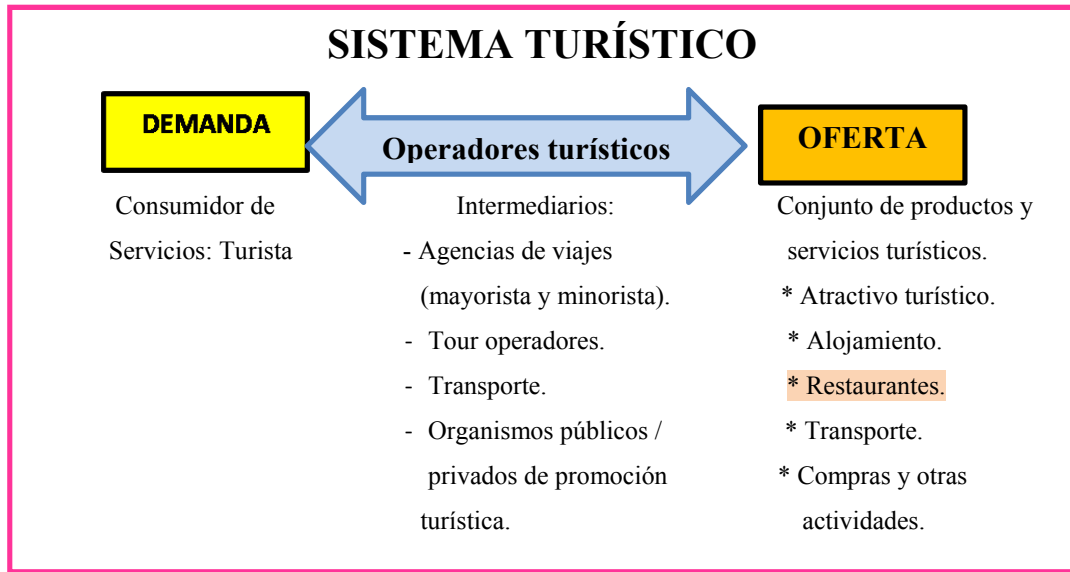 SISTEMA TURÍSTICO
DEMANDA
Operadores turísticos
OFERTA
Consumidor de
Servicios: Turista
Intermediarios:
- Agencias de viajes
(mayorista y minorista).
- Tour operadores.
- Transporte.
- Organismos públicos /
privados de promoción
turística.
Conjunto de productos y
servicios turísticos.
* Atractivo turístico.
* Alojamiento.
* Restaurantes.
* Transporte.
* Compras y otras
actividades.